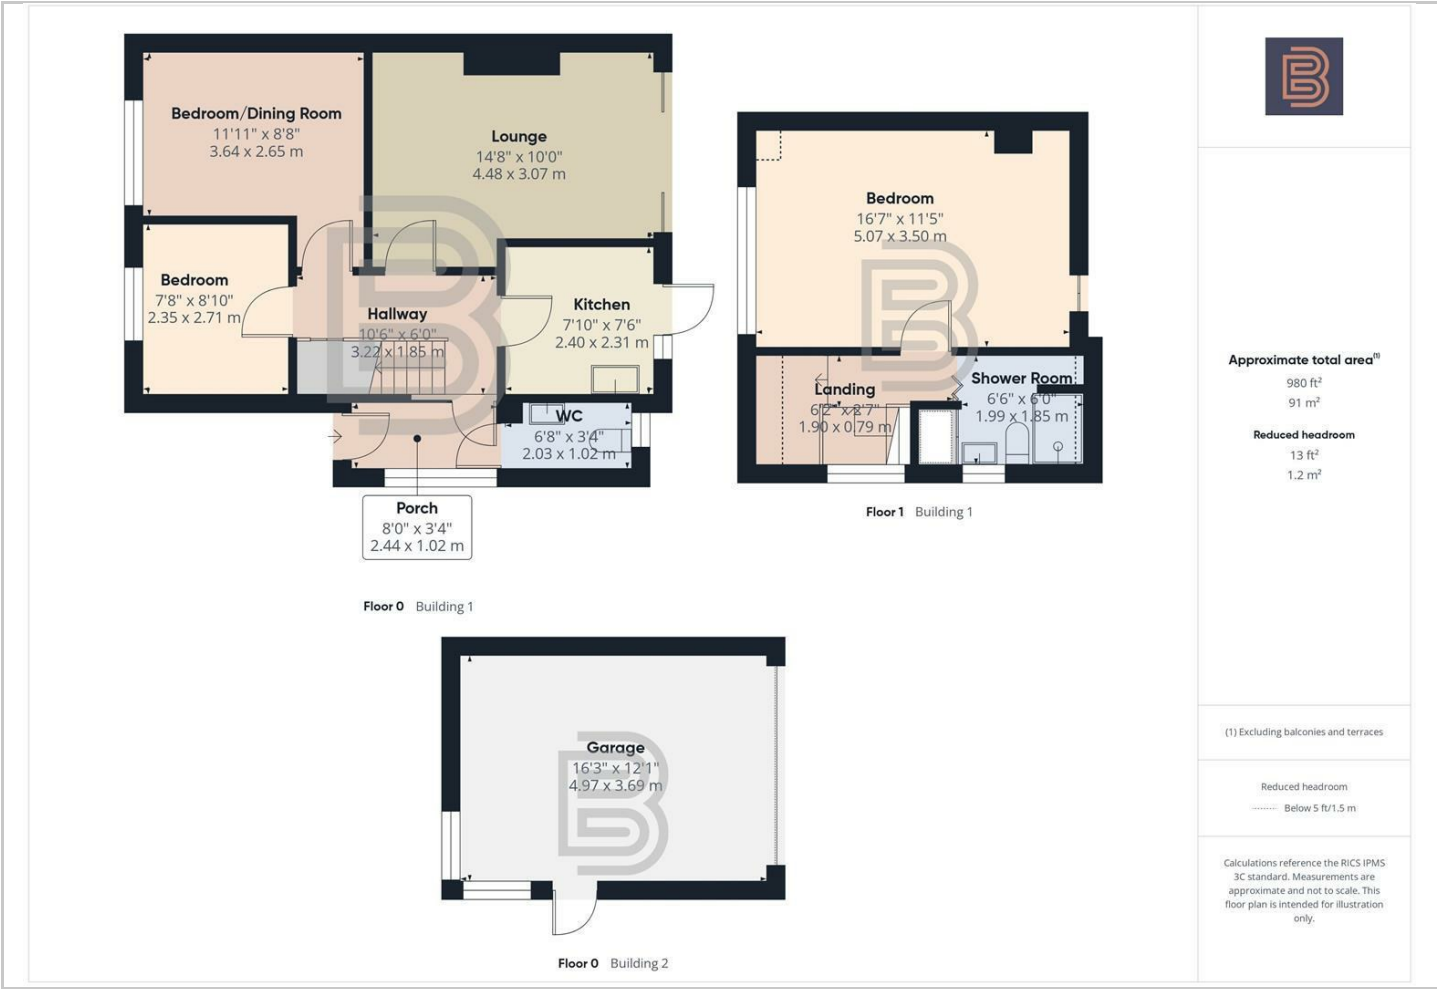 Bedroom/Dining Room
11'11" x 8'8"
3.64 x 2.65 m
Lounge
14'8" x 10'0"
4.48 x 3.07 m
Bedroom
7'8" x 8'10"
2.35 x 2.71 m
Hallway
10'6" x 6'0"
3.22 x 1.85 m
Kitchen
7'10" x 7'6"
2.40 x 2.31 m
WC
6'8" x 3'4"
2.03 x 1.02 m
Porch
8'0" x 3'4"
2.44 x 1.02 m
Floor 0 Building 1
Bedroom
16'7" x 11'5"
5.07 x 3.50 m
Landing
6'2" x 2'7"
1.90 x 0.79 m
Shower Room
6'6" x 6'0"
1.99 x 1.85 m
Floor 1 Building 1
Garage
16'3" x 12'1"
4.97 x 3.69 m
Floor 0 Building 2
Approximate total area(1)
980 ft²
91 m²
Reduced headroom
13 ft²
1.2 m²
(1) Excluding balconies and terraces
Reduced headroom
Below 5 ft/1.5 m
Calculations reference the RICS IPMS
3C standard. Measurements are
approximate and not to scale. This
floor plan is intended for illustration
only.